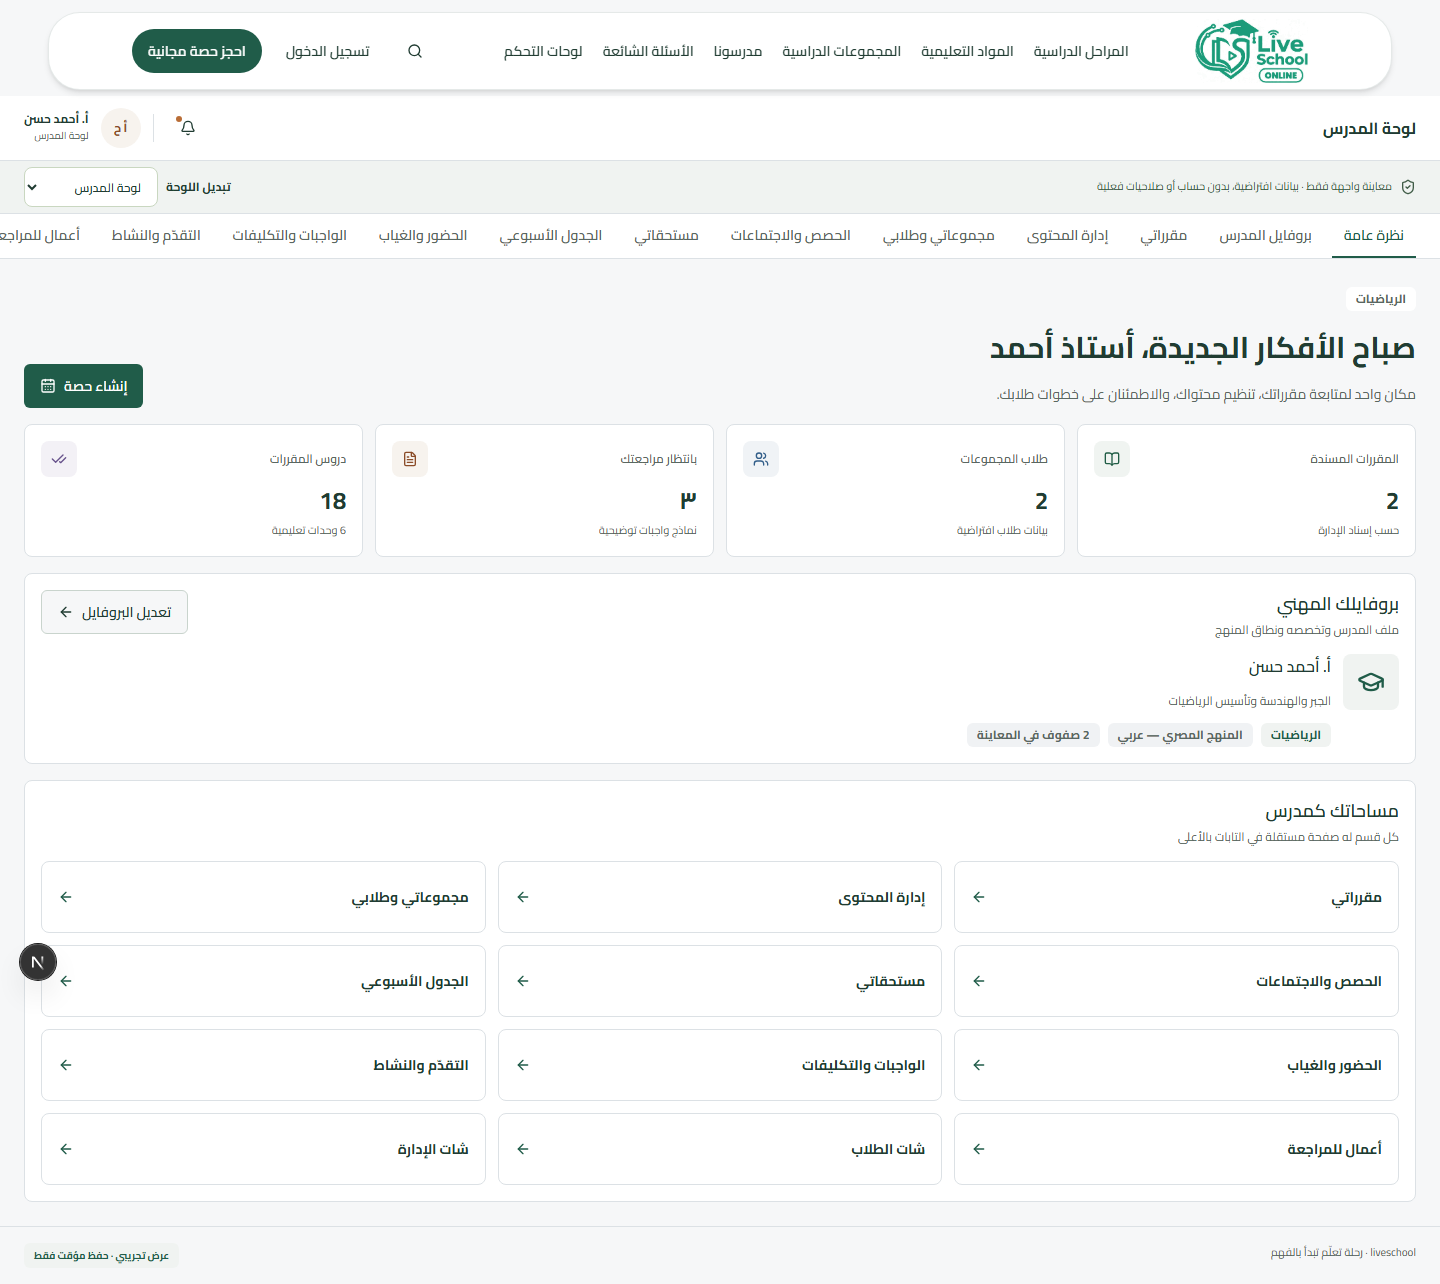 Live School ONLINE
المراحل الدراسية
المواد التعليمية
المجموعات الدراسية
مدرسونا
الأسئلة الشائعة
لوحات التحكم
تسجيل الدخول
احجز حصة مجانية
لوحة المدرس
أ ح
أ. أحمد حسن
لوحة المدرس
معاينة واجهة فقط · بيانات افتراضية، بدون حساب أو صلاحيات فعلية
تبديل اللوحة
لوحة المدرس
نظرة عامة
بروفايل المدرس
مقرراتي
إدارة المحتوى
مجموعاتي وطلابي
الحصص والاجتماعات
مستحقاتي
الجدول الأسبوعي
الحضور والغياب
الواجبات والتكليفات
التقدّم والنشاط
أعمال للمراجع
الرياضيات
صباح الأفكار الجديدة، أستاذ أحمد
مكان واحد لمتابعة مقرراتك، تنظيم محتواك، والاطمئنان على خطوات طلابك.
إنشاء حصة
المقررات المسندة
2
حسب إسناد الإدارة
طلاب المجموعات
2
بيانات طلاب افتراضية
بانتظار مراجعتك
٣
نماذج واجبات توضيحية
دروس المقررات
18
6 وحدات تعليمية
بروفايلك المهني
ملف المدرس وتخصصه ونطاق المنهج
تعديل البروفايل
أ. أحمد حسن
الجبر والهندسة وتأسيس الرياضيات
الرياضيات
المنهج المصري — عربي
2 صفوف في المعاينة
مساحاتك كمدرس
كل قسم له صفحة مستقلة في التابات بالأعلى
مقرراتي
إدارة المحتوى
مجموعاتي وطلابي
الحصص والاجتماعات
مستحقاتي
الجدول الأسبوعي
الحضور والغياب
الواجبات والتكليفات
التقدّم والنشاط
أعمال للمراجعة
شات الطلاب
شات الإدارة
N
liveschool · رحلة تعلّم تبدأ بالفهم
عرض تجريبي · حفظ مؤقت فقط